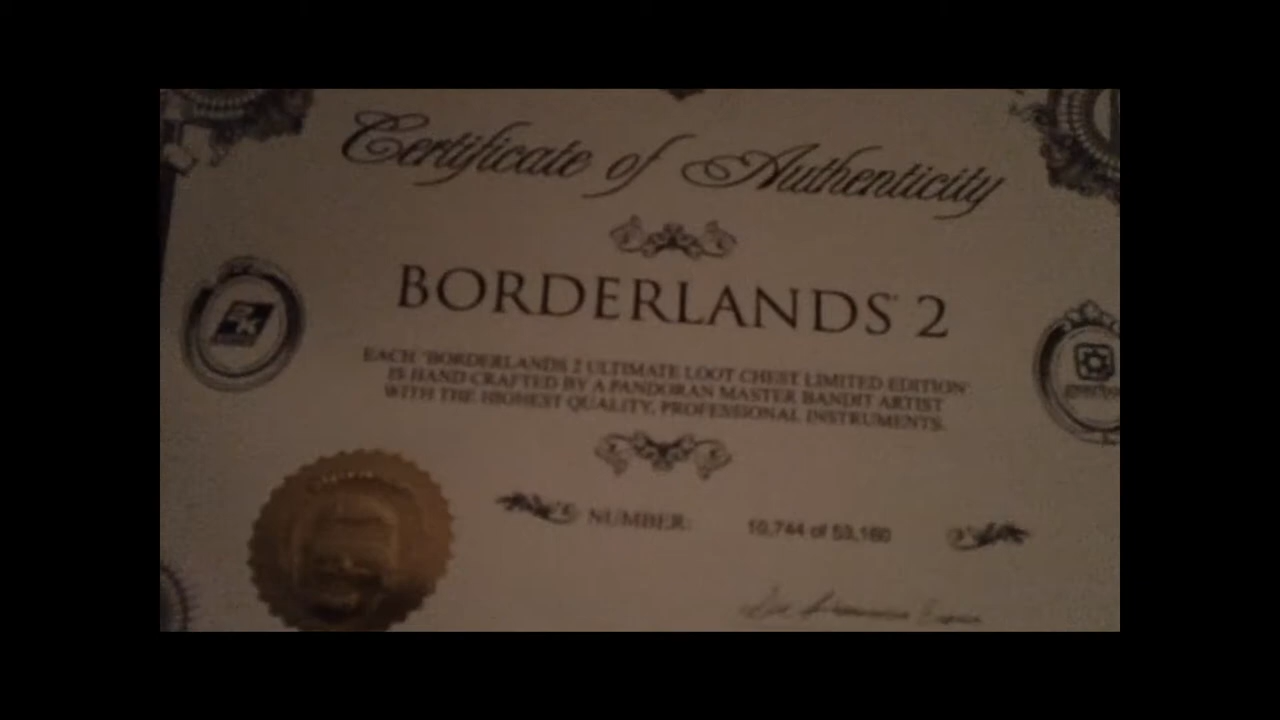 Certificate of Authenticity
BORDERLANDS® 2
EACH "BORDERLANDS 2 ULTIMATE LOOT CHEST LIMITED EDITION"
IS HAND CRAFTED BY A PANDORAN MASTER BANDIT ARTIST
WITH THE HIGHEST QUALITY, PROFESSIONAL INSTRUMENTS.
2K
NUMBER: 10,744 of 53,160